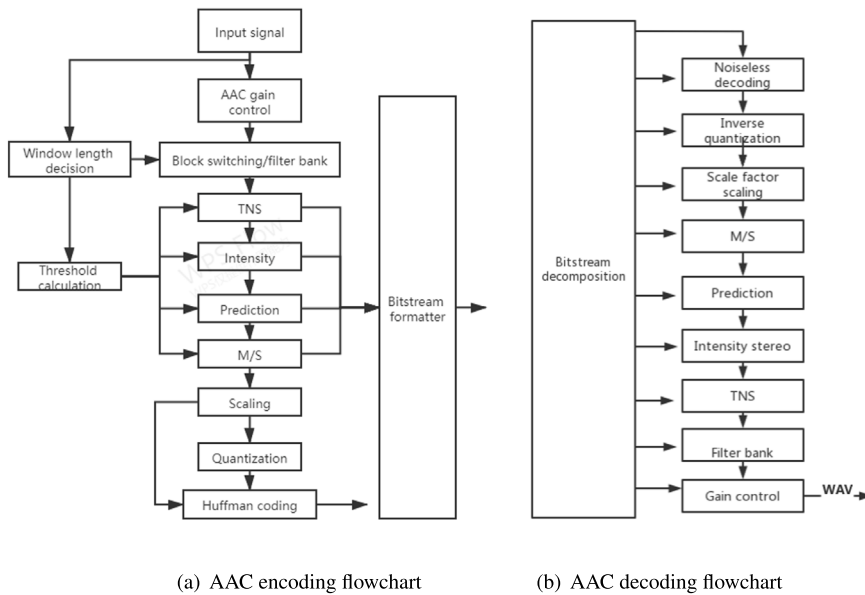 Input signal
AAC gain
control
Window length
decision
Block switching/filter bank
TNS
WPS Flow
Intensity
Threshold
calculation
Prediction
M/S
Scaling
Quantization
Huffman coding
Bitstream
formatter
Bitstream
decomposition
Noiseless
decoding
Inverse
quantization
Scale factor
scaling
M/S
Prediction
Intensity stereo
TNS
Filter bank
Gain control
WAV
(a) AAC encoding flowchart
(b) AAC decoding flowchart